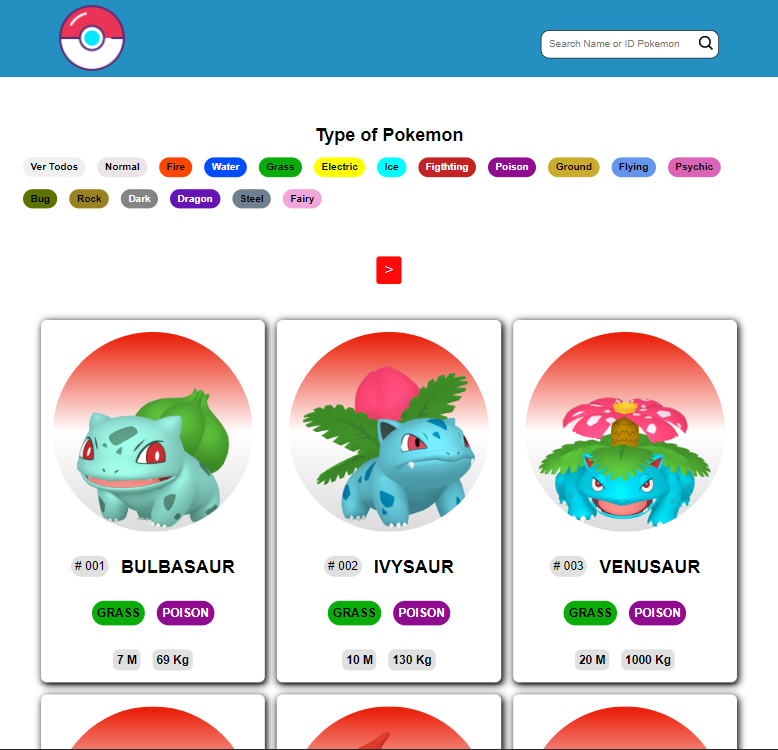 Search Name or ID Pokemon
Type of Pokemon
Ver Todos Normal Fire Water Grass Electric Ice Figthting Poison Ground Flying Psychic
Bug Rock Dark Dragon Steel Fairy
>
# 001 BULBASAUR # 002 IVYSAUR # 003 VENUSAUR
GRASS POISON GRASS POISON GRASS POISON
7 M 69 Kg 10 M 130 Kg 20 M 1000 Kg